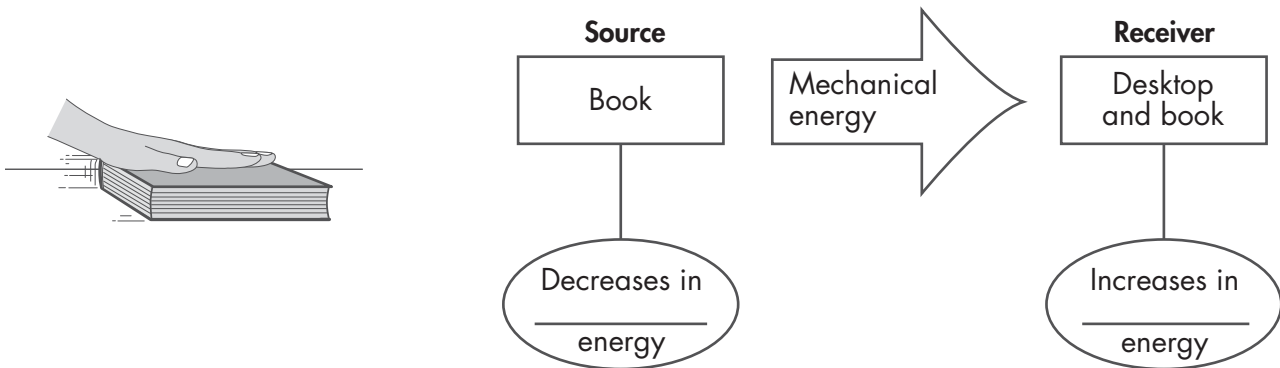 Source
Book
Mechanical
energy
Receiver
Desktop
and book
Decreases in
energy
Increases in
energy